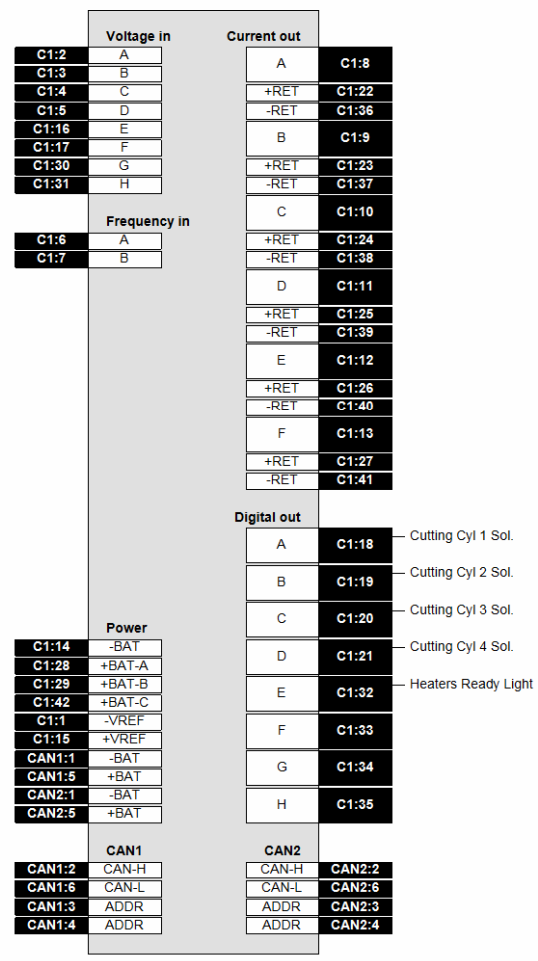 Voltage in
C1:2 A
C1:3 B
C1:4 C
C1:5 D
C1:16 E
C1:17 F
C1:30 G
C1:31 H
Frequency in
C1:6 A
C1:7 B
Power
C1:14 -BAT
C1:28 +BAT-A
C1:29 +BAT-B
C1:42 +BAT-C
C1:1 -VREF
C1:15 +VREF
CAN1:1 -BAT
CAN1:5 +BAT
CAN2:1 -BAT
CAN2:5 +BAT
CAN1
CAN1:2 CAN-H
CAN1:6 CAN-L
CAN1:3 ADDR
CAN1:4 ADDR
Current out
A C1:8
+RET C1:22
-RET C1:36
B C1:9
+RET C1:23
-RET C1:37
C C1:10
+RET C1:24
-RET C1:38
D C1:11
+RET C1:25
-RET C1:39
E C1:12
+RET C1:26
-RET C1:40
F C1:13
+RET C1:27
-RET C1:41
Digital out
A C1:18 Cutting Cyl 1 Sol.
B C1:19 Cutting Cyl 2 Sol.
C C1:20 Cutting Cyl 3 Sol.
D C1:21 Cutting Cyl 4 Sol.
E C1:32 Heaters Ready Light
F C1:33
G C1:34
H C1:35
CAN2
CAN-H CAN2:2
CAN-L CAN2:6
ADDR CAN2:3
ADDR CAN2:4